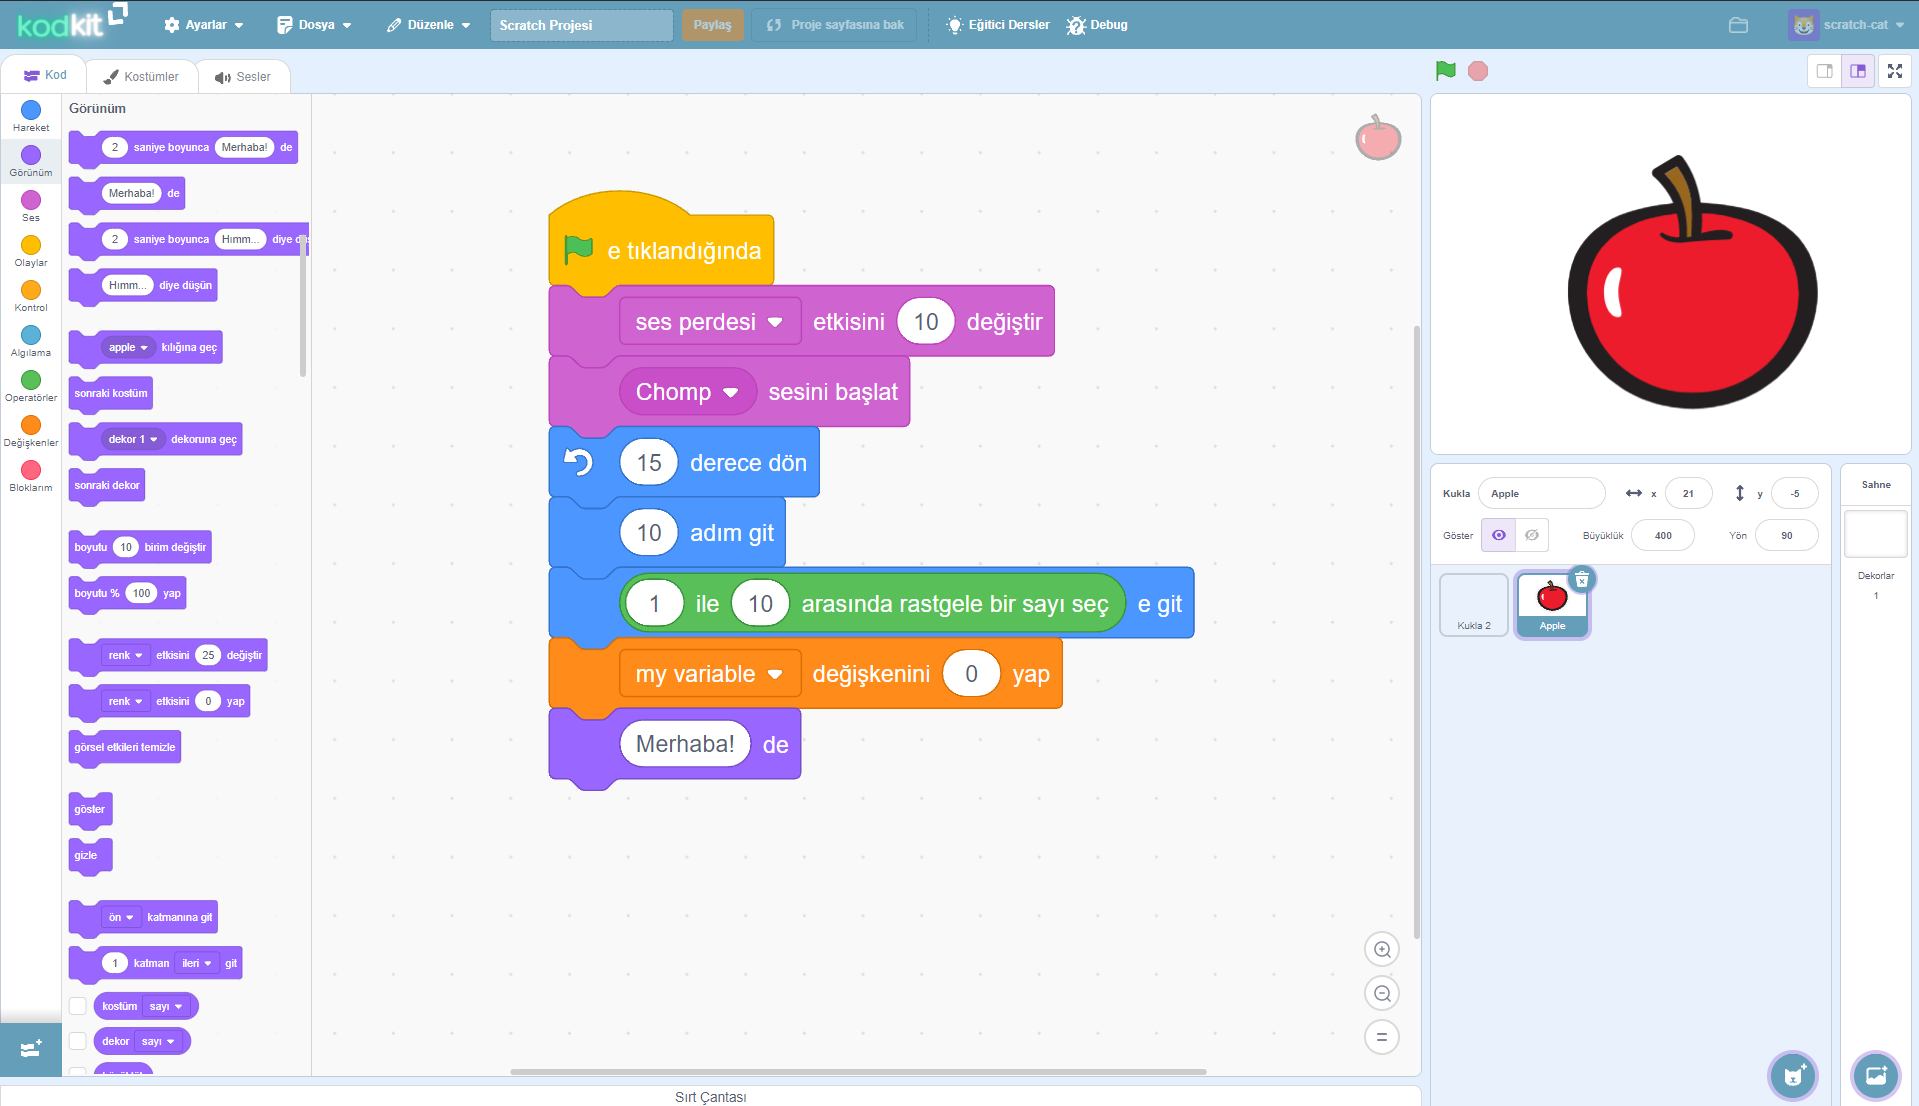 kodkit
Ayarlar
Dosya
Düzenle
Scratch Projesi
Paylaş
Proje sayfasına bak
Eğitici Dersler
Debug
scratch-cat
Kod
Kostümler
Sesler
Hareket
Görünüm
Ses
Olaylar
Kontrol
Algılama
Operatörler
Değişkenler
Bloklarım
Görünüm
2 saniye boyunca Merhaba! de
Merhaba! de
2 saniye boyunca Hımm... diye
Hımm... diye düşün
apple kılığına geç
sonraki kostüm
dekor 1 dekoruna geç
sonraki dekor
boyutu 10 birim değiştir
boyutu % 100 yap
renk etkisini 25 değiştir
renk etkisini 0 yap
görsel etkileri temizle
göster
gizle
ön katmanına git
1 katman ileri git
kostüm sayı
dekor sayı
e tıklandığında
ses perdesi etkisini 10 değiştir
Chomp sesini başlat
15 derece dön
10 adım git
1 ile 10 arasında rastgele bir sayı seç e git
my variable değişkenini 0 yap
Merhaba! de
Sırt Çantası
Kukla Apple x 21 y -5
Göster Büyüklük 400 Yön 90
Kukla 2
Apple
Sahne
Dekorlar
1